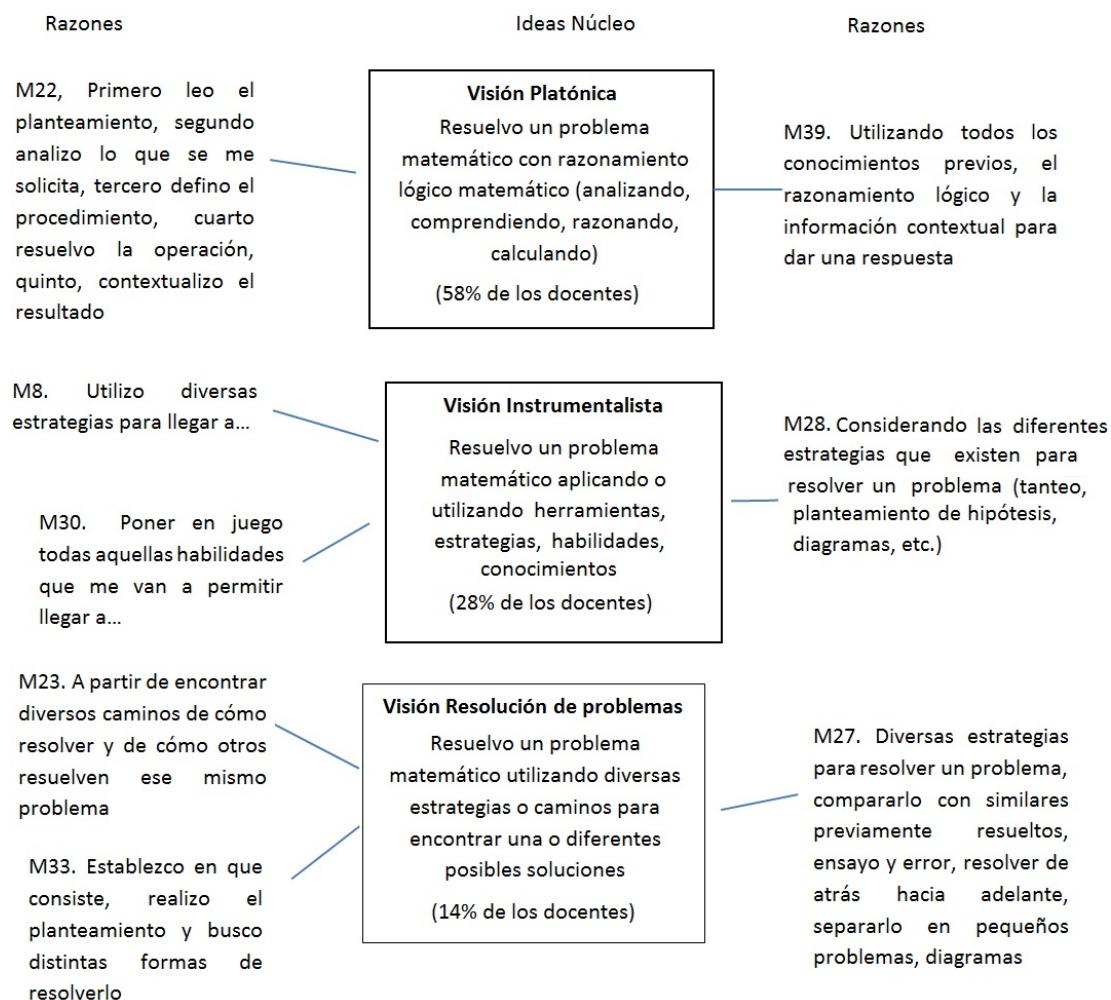 Razones
Ideas Núcleo
Razones
M22, Primero leo el
planteamiento, segundo
analizo lo que se me
solicita, tercero defino el
procedimiento, cuarto
resuelvo la operación,
quinto, contextualizo el
resultado
Visión Platónica
Resuelvo un problema
matemático con razonamiento
lógico matemático (analizando,
comprendiendo, razonando,
calculando)
(58% de los docentes)
M39. Utilizando todos los
conocimientos previos, el
razonamiento lógico y la
información contextual para
dar una respuesta
M8. Utilizo diversas
estrategias para llegar a...
M30. Poner en juego
todas aquellas habilidades
que me van a permitir
llegar a...
Visión Instrumentalista
Resuelvo un problema
matemático aplicando o
utilizando herramientas,
estrategias, habilidades,
conocimientos
(28% de los docentes)
M28. Considerando las diferentes
estrategias que existen para
resolver un problema (tanteo,
planteamiento de hipótesis,
diagramas, etc.)
M23. A partir de encontrar
diversos caminos de cómo
resolver y de cómo otros
resuelven ese mismo
problema
M33. Establezco en que
consiste, realizo el
planteamiento y busco
distintas formas de
resolverlo
Visión Resolución de problemas
Resuelvo un problema
matemático utilizando diversas
estrategias o caminos para
encontrar una o diferentes
posibles soluciones
(14% de los docentes)
M27. Diversas estrategias
para resolver un problema,
compararlo con similares
previamente resueltos,
ensayo y error, resolver de
atrás hacia adelante,
separarlo en pequeños
problemas, diagramas